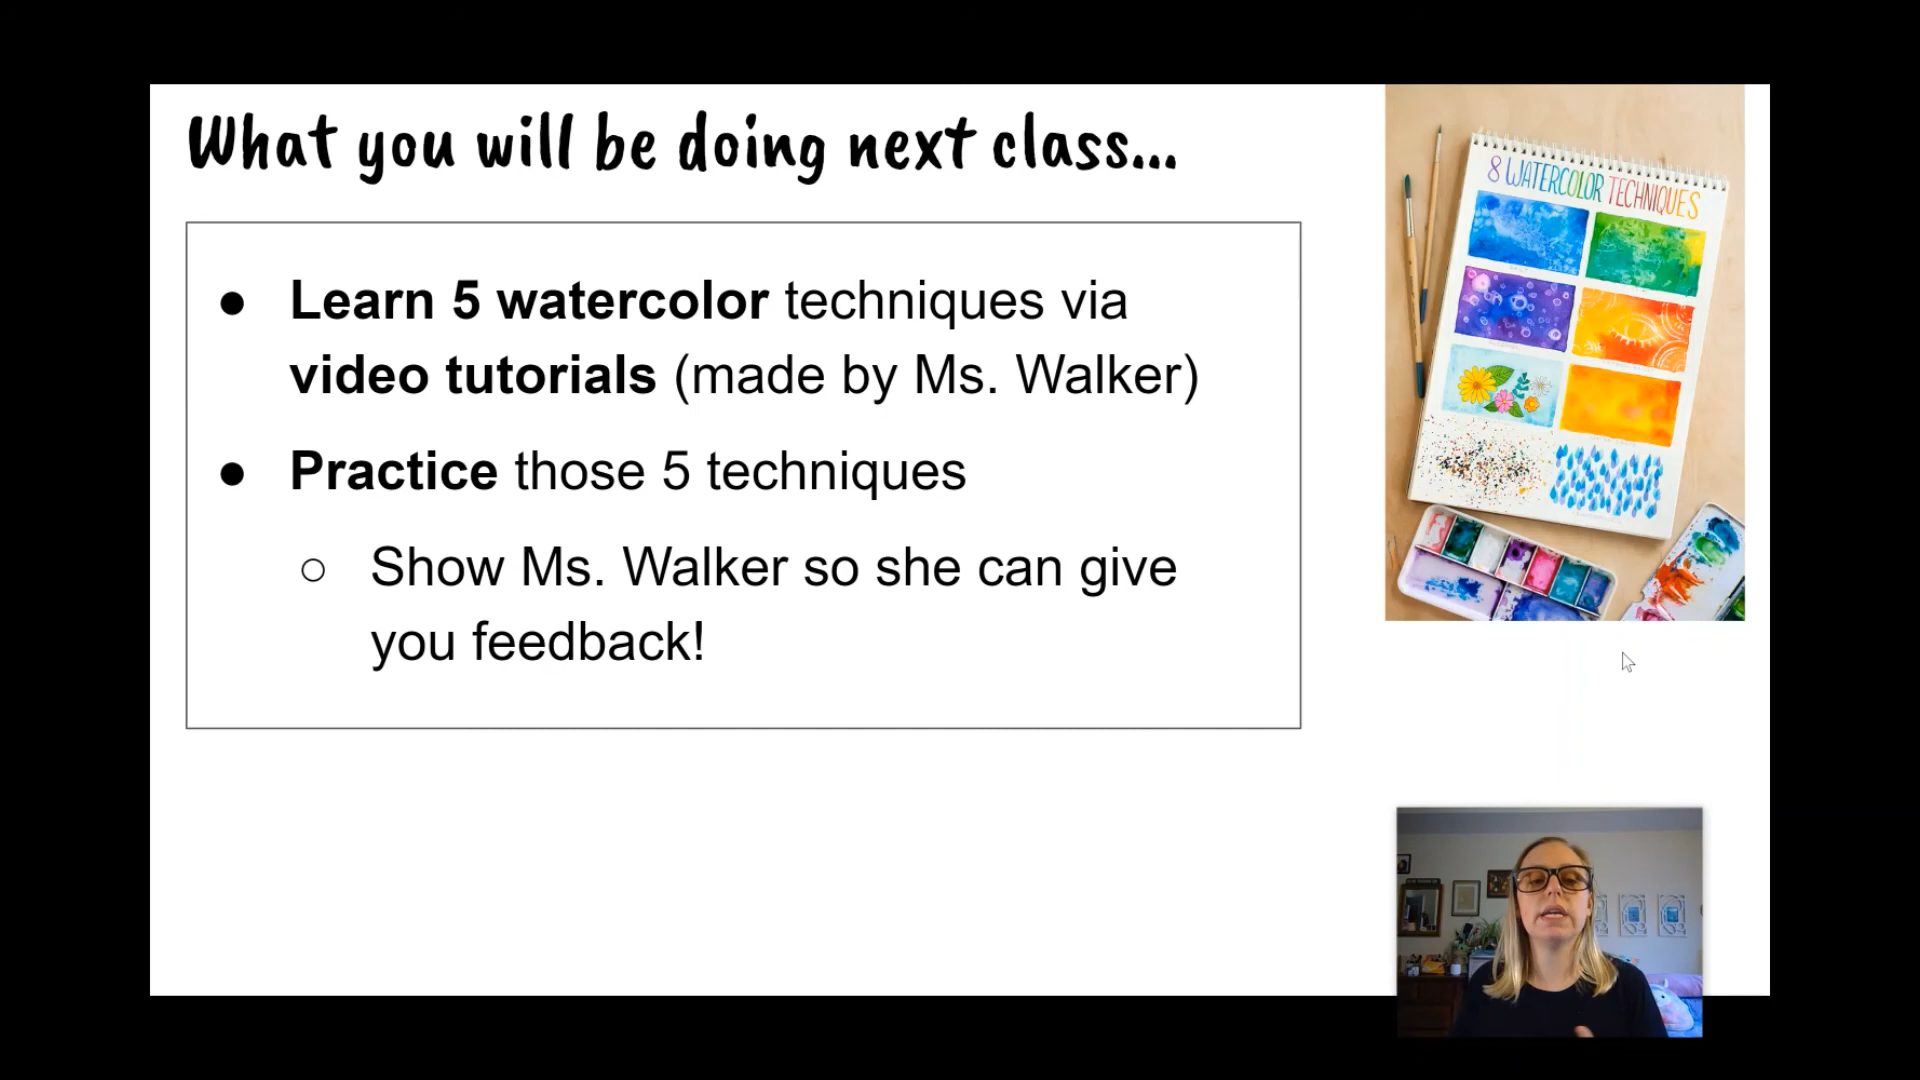 What you will be doing next class...
● Learn 5 watercolor techniques via
video tutorials (made by Ms. Walker)
● Practice those 5 techniques
○ Show Ms. Walker so she can give
you feedback!
8 WATERCOLOR TECHNIQUES